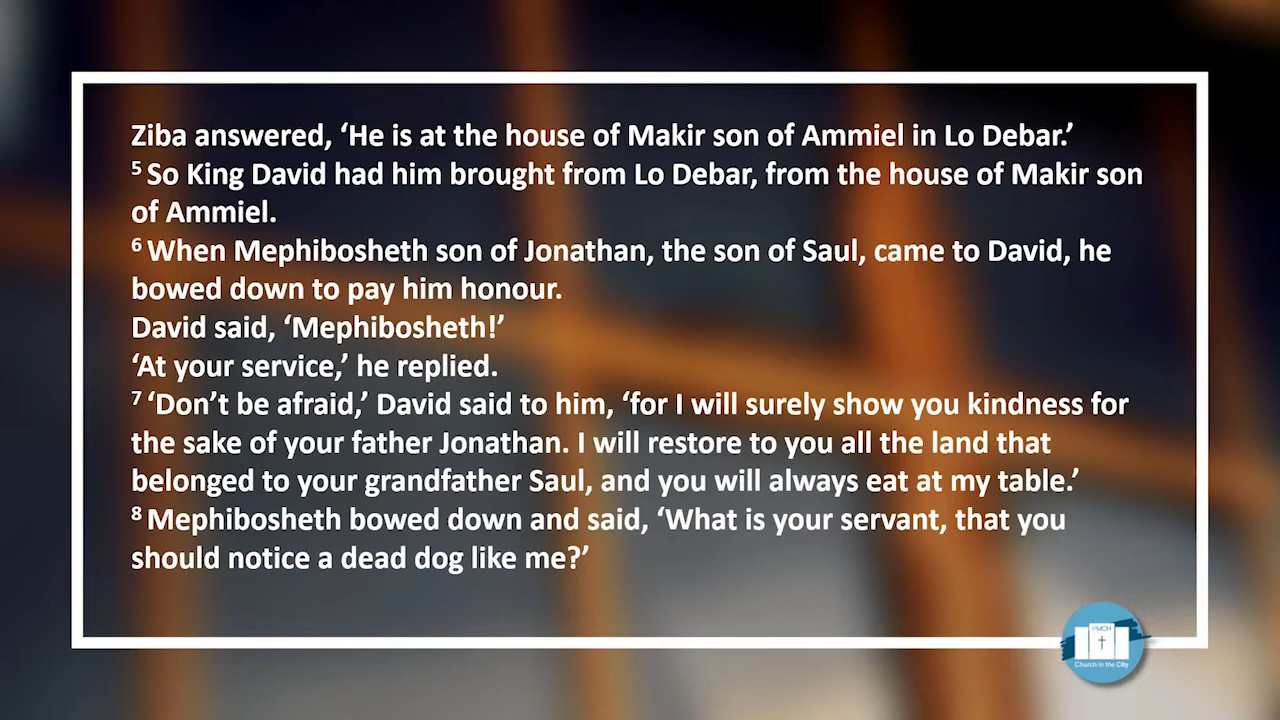 Ziba answered, ‘He is at the house of Makir son of Ammiel in Lo Debar.’
5 So King David had him brought from Lo Debar, from the house of Makir son
of Ammiel.
6 When Mephibosheth son of Jonathan, the son of Saul, came to David, he
bowed down to pay him honour.
David said, ‘Mephibosheth!’
‘At your service,’ he replied.
7 ‘Don’t be afraid,’ David said to him, ‘for I will surely show you kindness for
the sake of your father Jonathan. I will restore to you all the land that
belonged to your grandfather Saul, and you will always eat at my table.’
8 Mephibosheth bowed down and said, ‘What is your servant, that you
should notice a dead dog like me?’
PMCH
Church in the City